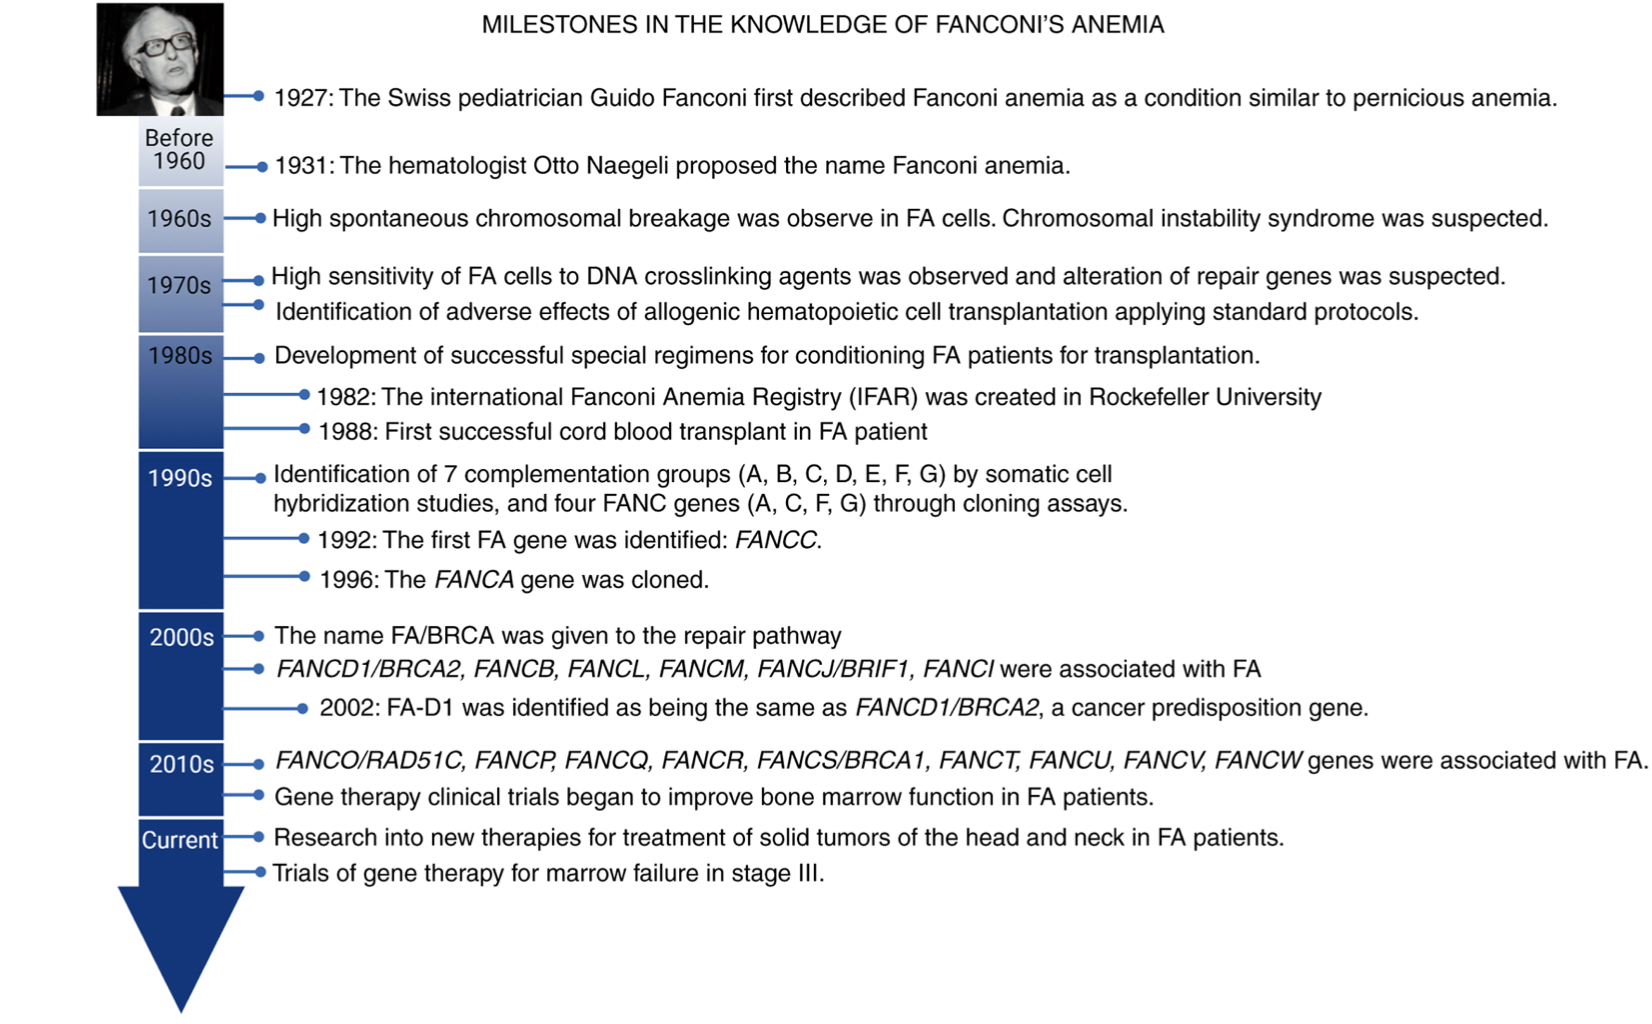 MILESTONES IN THE KNOWLEDGE OF FANCONI'S ANEMIA
1927: The Swiss pediatrician Guido Fanconi first described Fanconi anemia as a condition similar to pernicious anemia.
Before
1960
1931: The hematologist Otto Naegeli proposed the name Fanconi anemia.
1960s
High spontaneous chromosomal breakage was observe in FA cells. Chromosomal instability syndrome was suspected.
1970s
High sensitivity of FA cells to DNA crosslinking agents was observed and alteration of repair genes was suspected.
Identification of adverse effects of allogenic hematopoietic cell transplantation applying standard protocols.
1980s
Development of successful special regimens for conditioning FA patients for transplantation.
1982: The international Fanconi Anemia Registry (IFAR) was created in Rockefeller University
1988: First successful cord blood transplant in FA patient
1990s
Identification of 7 complementation groups (A, B, C, D, E, F, G) by somatic cell
hybridization studies, and four FANC genes (A, C, F, G) through cloning assays.
1992: The first FA gene was identified: FANCC.
1996: The FANCA gene was cloned.
2000s
The name FA/BRCA was given to the repair pathway
FANCD1/BRCA2, FANCB, FANCL, FANCM, FANCJ/BRIF1, FANCI were associated with FA
2002: FA-D1 was identified as being the same as FANCD1/BRCA2, a cancer predisposition gene.
2010s
FANCO/RAD51C, FANCP, FANCQ, FANCR, FANCS/BRCA1, FANCT, FANCU, FANCV, FANCW genes were associated with FA.
Gene therapy clinical trials began to improve bone marrow function in FA patients.
Current
Research into new therapies for treatment of solid tumors of the head and neck in FA patients.
Trials of gene therapy for marrow failure in stage III.